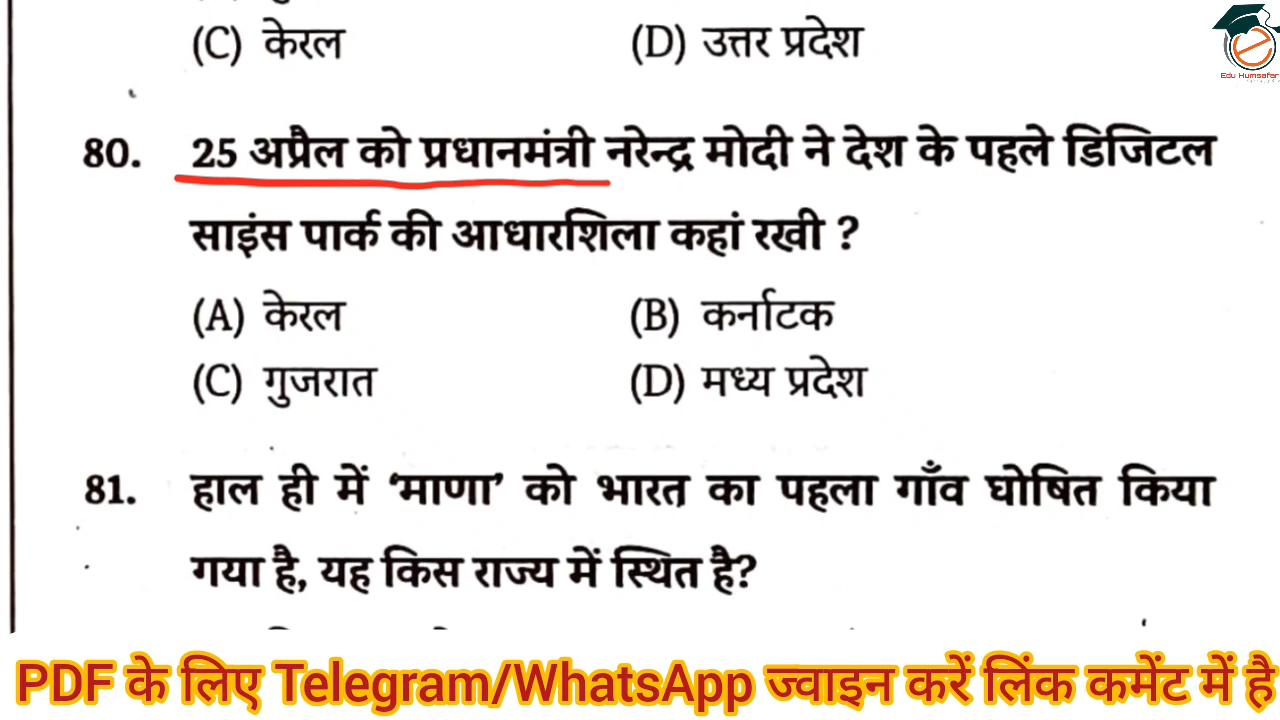 (C) केरल (D) उत्तर प्रदेश
Edu Humsafar
80. 25 अप्रैल को प्रधानमंत्री नरेन्द्र मोदी ने देश के पहले डिजिटल
साइंस पार्क की आधारशिला कहां रखी ?
(A) केरल (B) कर्नाटक
(C) गुजरात (D) मध्य प्रदेश
81. हाल ही में ‘माणा’ को भारत का पहला गाँव घोषित किया
गया है, यह किस राज्य में स्थित है?
PDF के लिए Telegram/WhatsApp ज्वाइन करें लिंक कमेंट में है